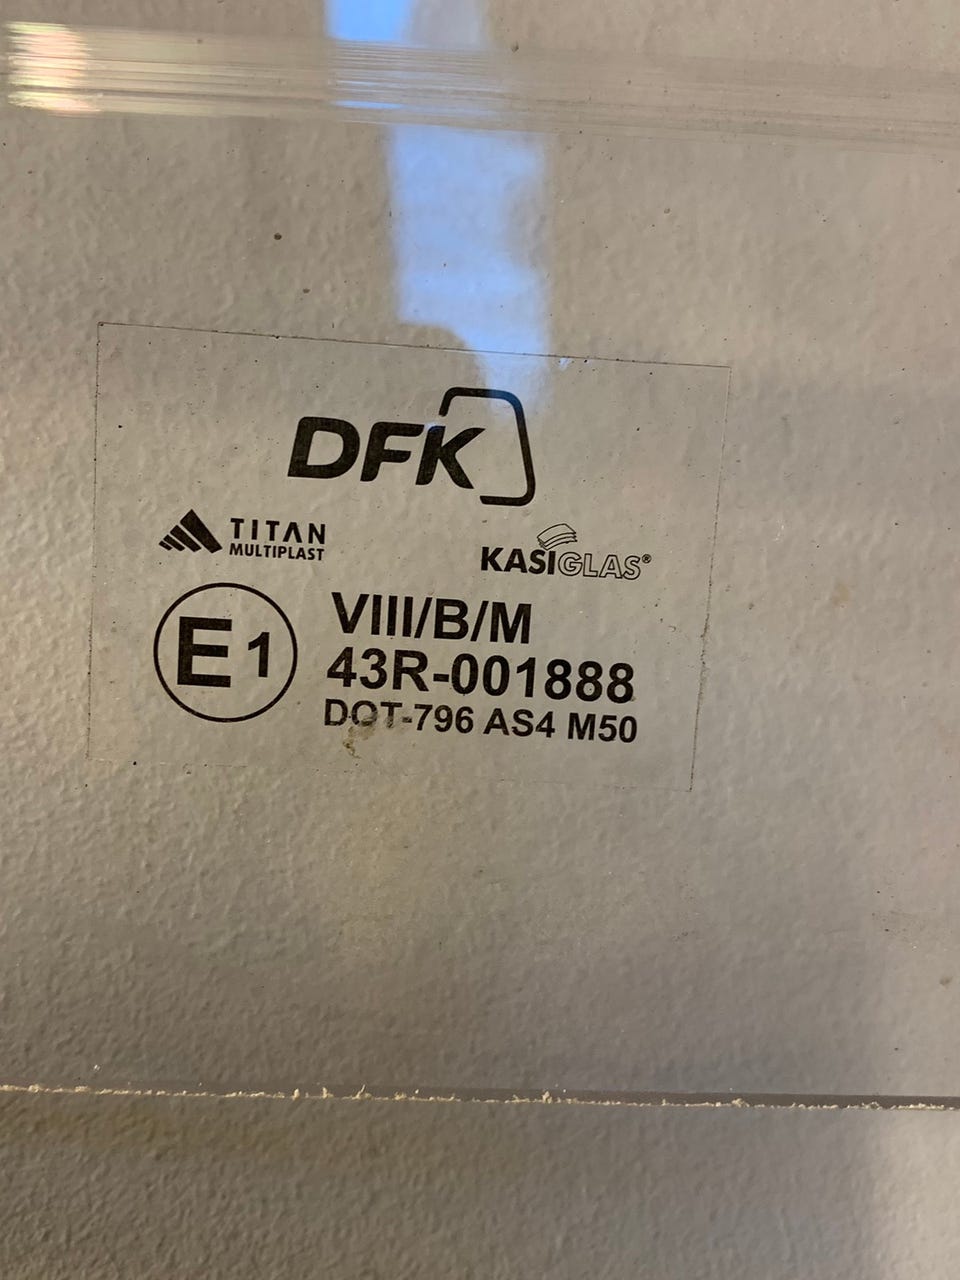 DFK
TITAN
MULTIPLAST
KASIGLAS®
E1
VIII/B/M
43R-001888
DOT-796 AS4 M50